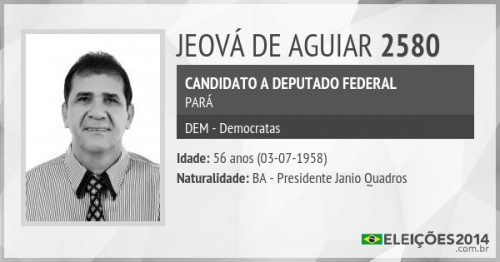 JEOVÁ DE AGUIAR 2580
CANDIDATO A DEPUTADO FEDERAL
PARÁ
DEM - Democratas
Idade: 56 anos (03-07-1958)
Naturalidade: BA - Presidente Janio Quadros
ELEIÇÕES2014
.com.br